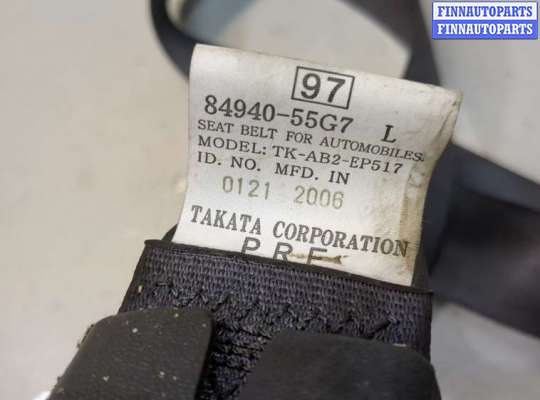 FINNAUTOPARTS
FINNAUTOPARTS
97
84940-55G7 L
SEAT BELT FOR AUTOMOBILES.
MODEL: TK-AB2-EP517
ID. NO. MFD. IN
0121 2006
TAKATA CORPORATION